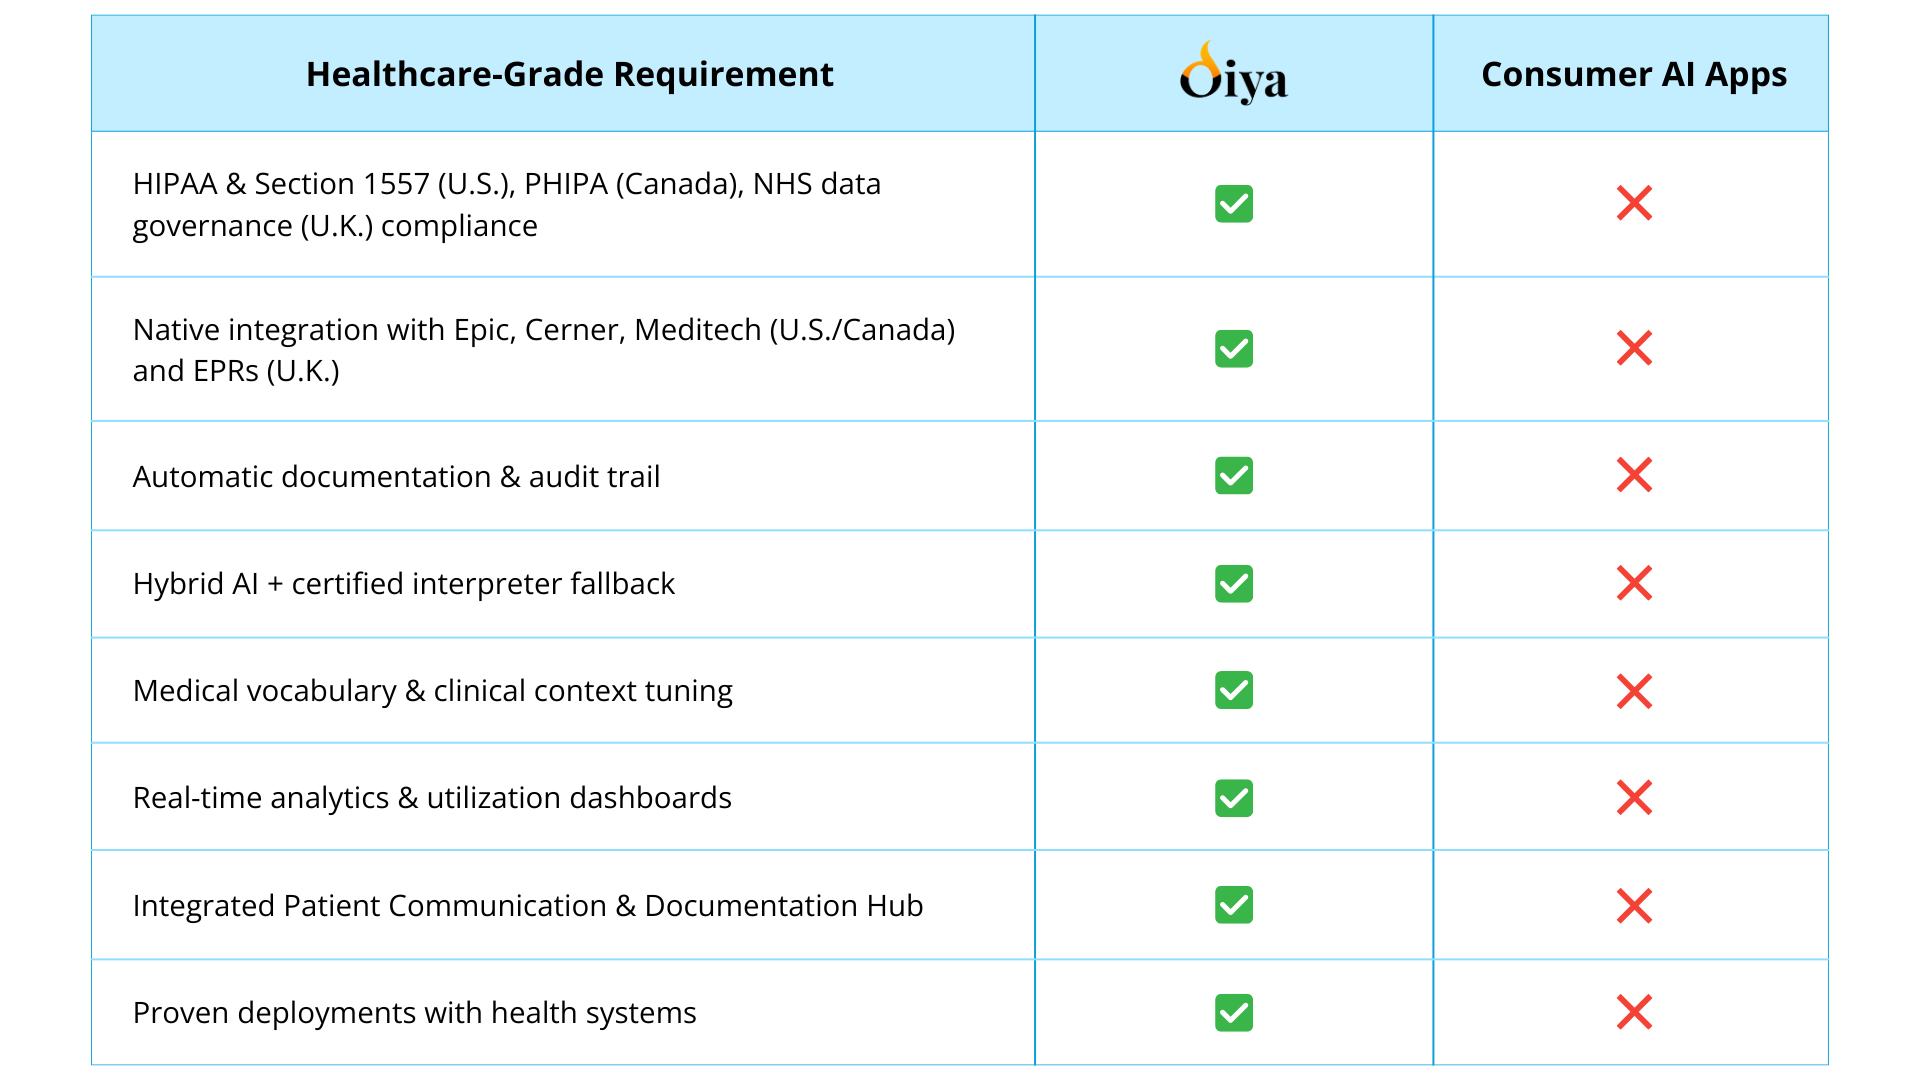 Healthcare-Grade Requirement
Oiya
Consumer AI Apps
HIPAA & Section 1557 (U.S.), PHIPA (Canada), NHS data
governance (U.K.) compliance
Native integration with Epic, Cerner, Meditech (U.S./Canada)
and EPRs (U.K.)
Automatic documentation & audit trail
Hybrid AI + certified interpreter fallback
Medical vocabulary & clinical context tuning
Real-time analytics & utilization dashboards
Integrated Patient Communication & Documentation Hub
Proven deployments with health systems